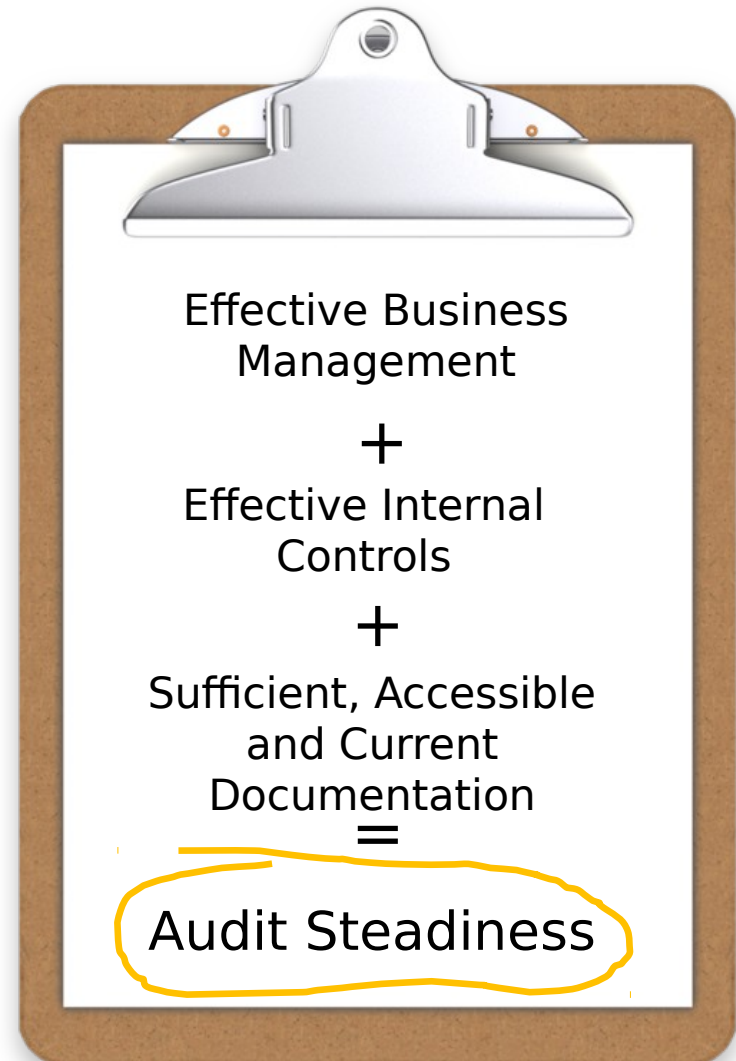 Effective Business
Management
+
Effective Internal
Controls
+
Sufficient, Accessible
and Current
Documentation
=
Audit Steadiness